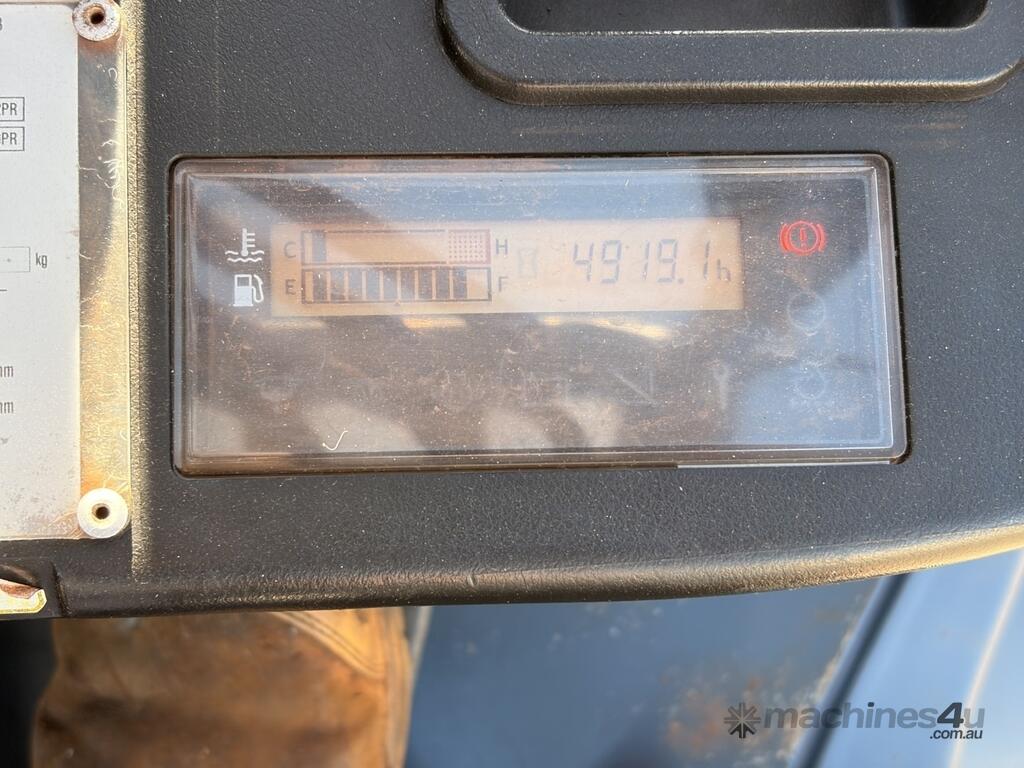 PR
PR
kg
mm
mm
C H 4919.1h
E F
machines4u
.com.au